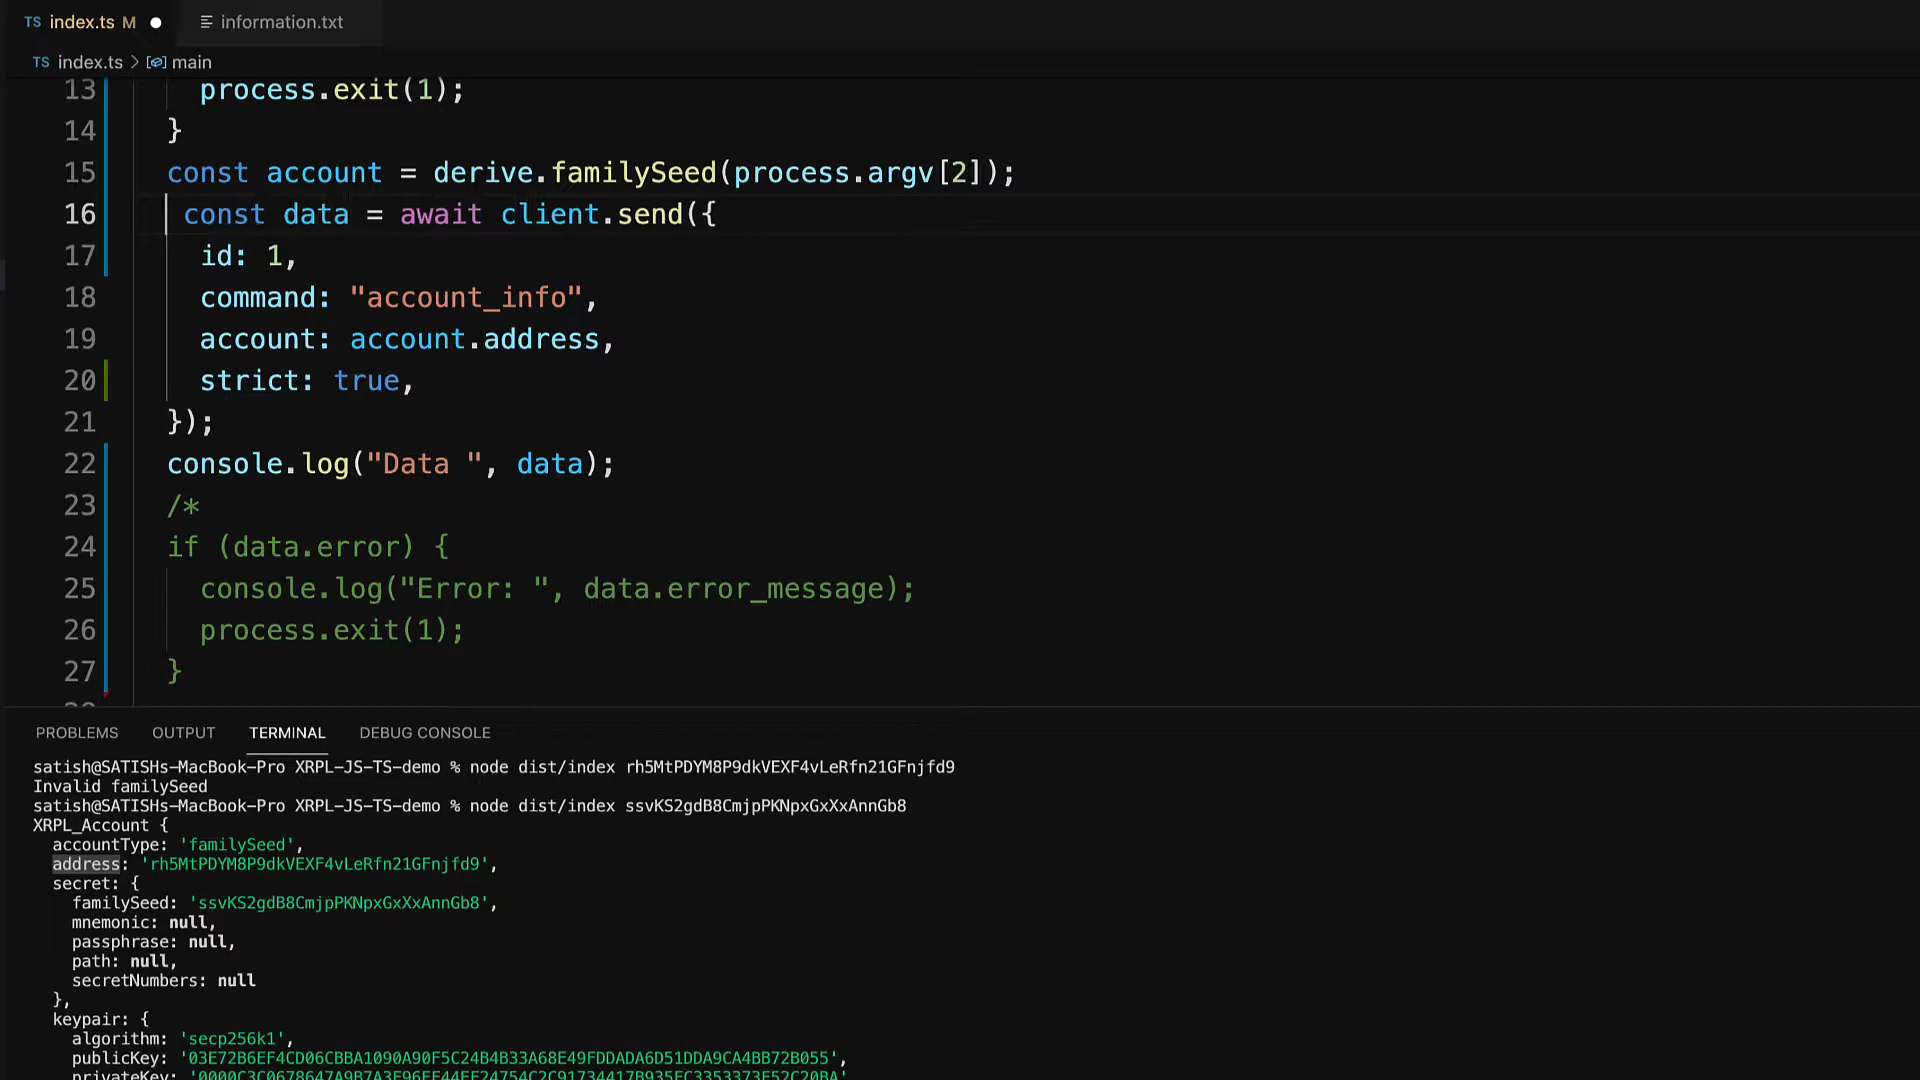 TS index.ts M information.txt
TS index.ts > main
13 process.exit(1);
14 }
15 const account = derive.familySeed(process.argv[2]);
16 const data = await client.send({
17 id: 1,
18 command: "account_info",
19 account: account.address,
20 strict: true,
21 });
22 console.log("Data ", data);
23 /*
24 if (data.error) {
25 console.log("Error: ", data.error_message);
26 process.exit(1);
27 }
PROBLEMS OUTPUT TERMINAL DEBUG CONSOLE
satish@SATISHs-MacBook-Pro XRPL-JS-TS-demo % node dist/index rh5MtPDYM8P9dkVEXF4vLeRfn21GFnjfd9
Invalid familySeed
satish@SATISHs-MacBook-Pro XRPL-JS-TS-demo % node dist/index ssvKS2gdB8CmjpPKNpxGxXxAnnGb8
XRPL_Account {
accountType: 'familySeed',
address: 'rh5MtPDYM8P9dkVEXF4vLeRfn21GFnjfd9',
secret: {
familySeed: 'ssvKS2gdB8CmjpPKNpxGxXxAnnGb8',
mnemonic: null,
passphrase: null,
path: null,
secretNumbers: null
},
keypair: {
algorithm: 'secp256k1',
publicKey: '03E72B6EF4CD06CBBA1090A90F5C24B4B33A68E49FDDADA6D51DDA9CA4BB72B055',
privateKey: